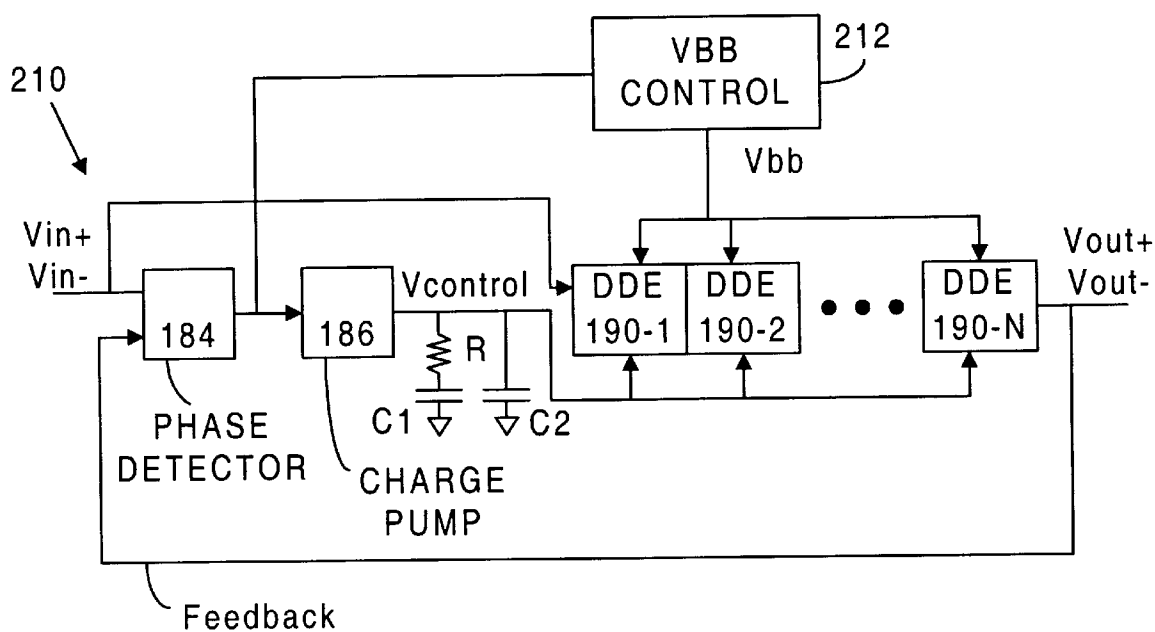 210
VBB
CONTROL
212
Vbb
Vin+
Vin-
184
186
Vcontrol
R
C1
C2
DDE
190-1
DDE
190-2
DDE
190-N
Vout+
Vout-
PHASE
DETECTOR
CHARGE
PUMP
Feedback